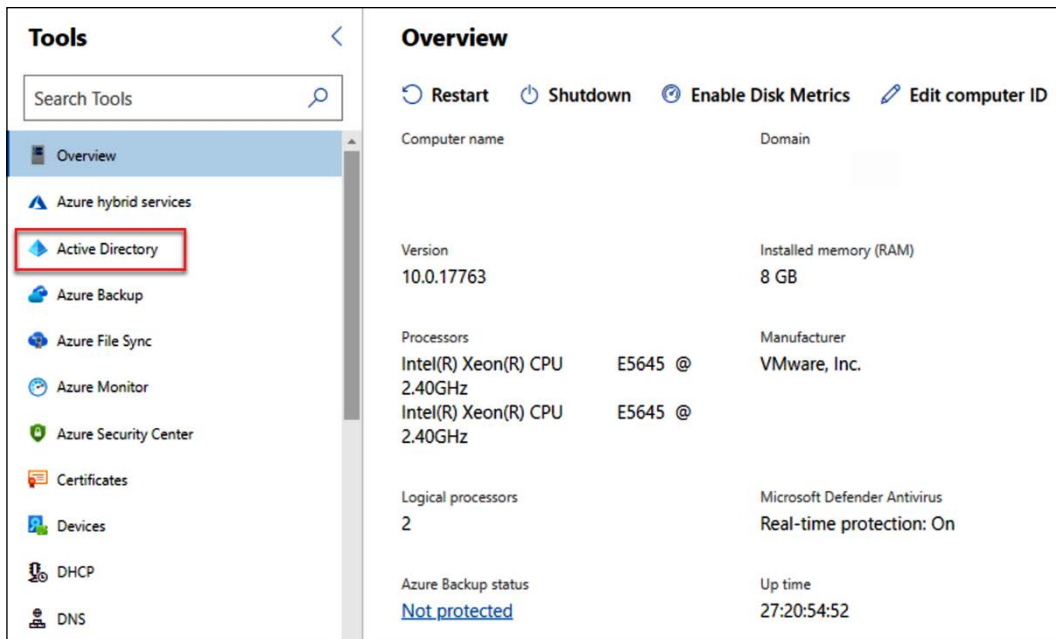 Tools
Search Tools
Overview
Azure hybrid services
Active Directory
Azure Backup
Azure File Sync
Azure Monitor
Azure Security Center
Certificates
Devices
DHCP
DNS
Overview
Restart Shutdown Enable Disk Metrics Edit computer ID
Computer name Domain
Version Installed memory (RAM)
10.0.17763 8 GB
Processors Manufacturer
Intel(R) Xeon(R) CPU E5645 @ VMware, Inc.
2.40GHz
Intel(R) Xeon(R) CPU E5645 @
2.40GHz
Logical processors Microsoft Defender Antivirus
2 Real-time protection: On
Azure Backup status Up time
Not protected 27:20:54:52